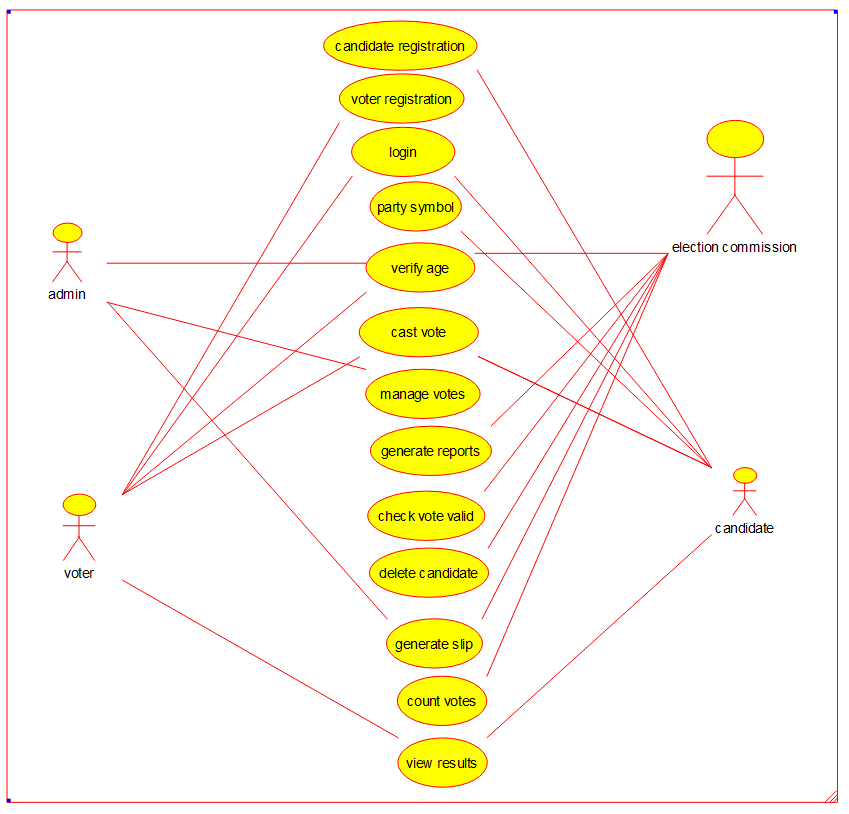 candidate registration
voter registration
login
party symbol
verify age
cast vote
manage votes
generate reports
check vote valid
delete candidate
generate slip
count votes
view results
admin
voter
election commission
candidate